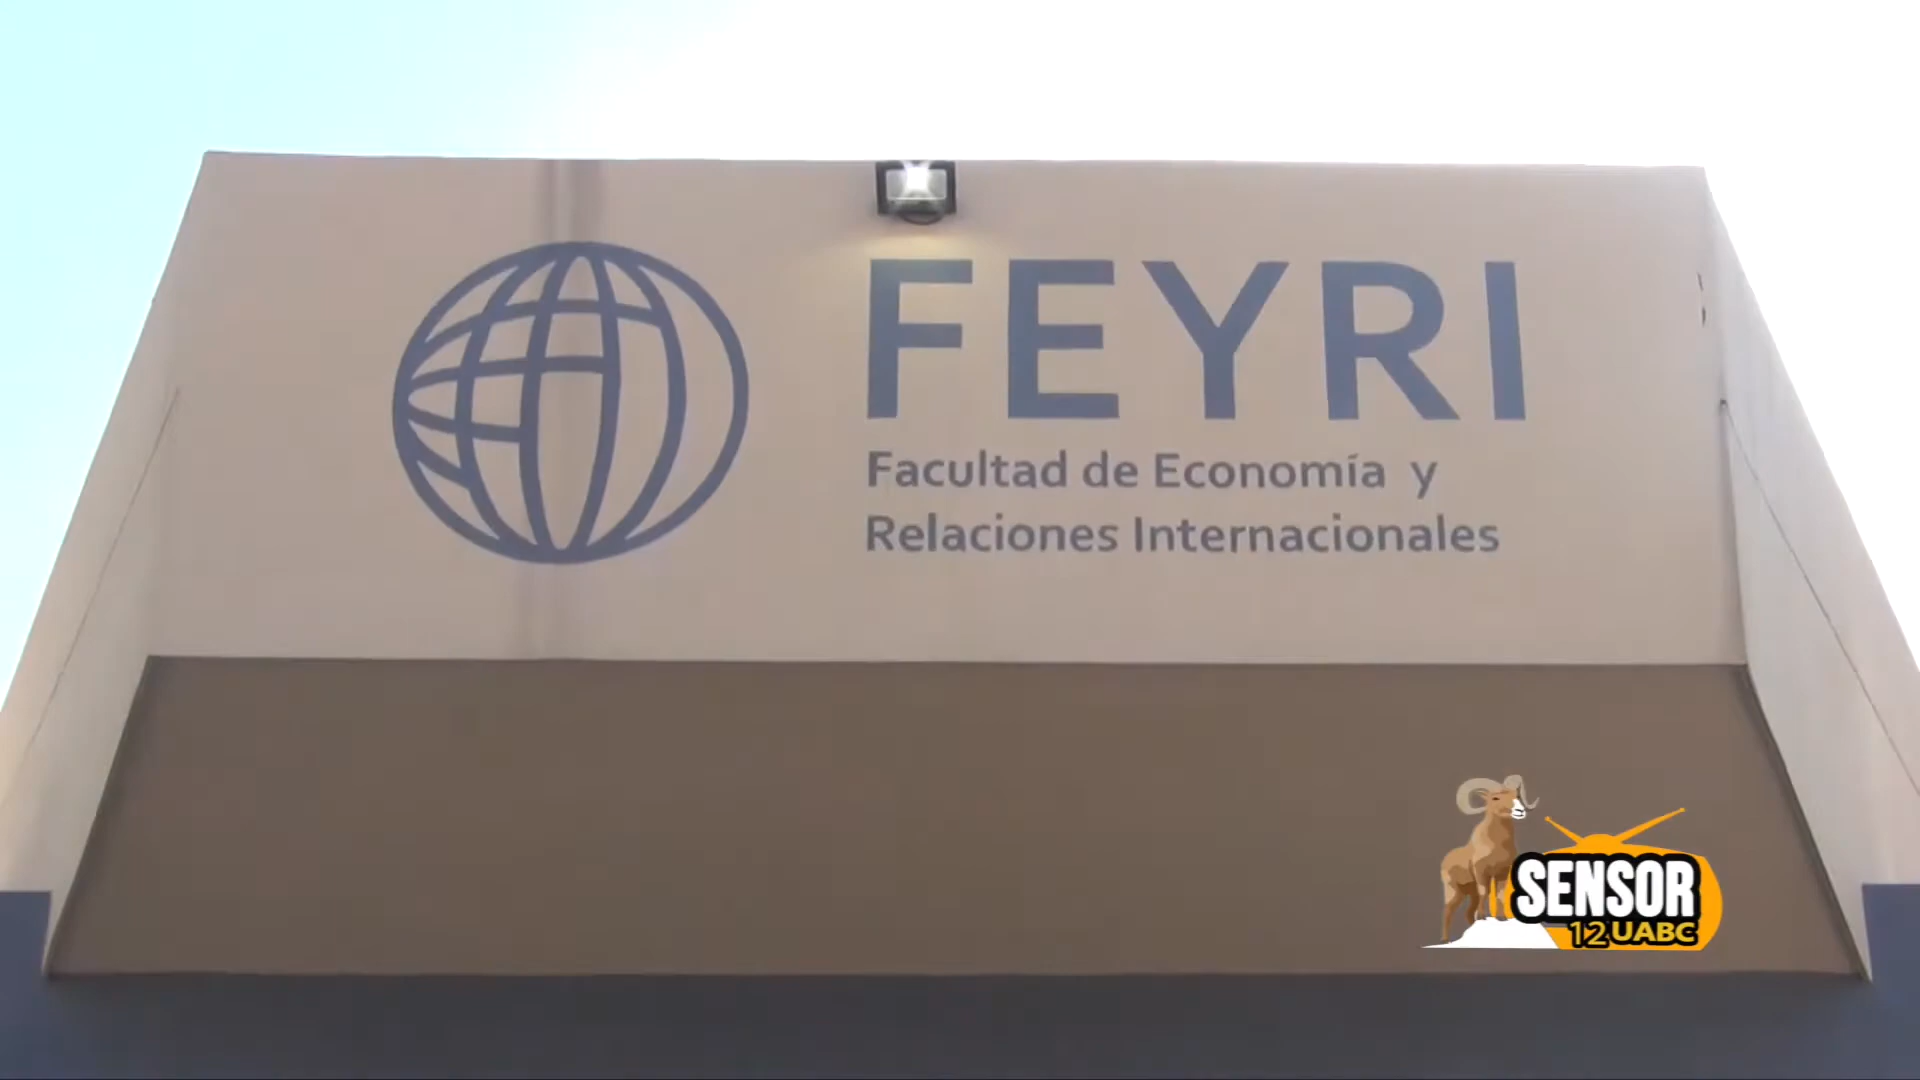 FEYRI
Facultad de Economía y
Relaciones Internacionales
SENSOR
12 UABC